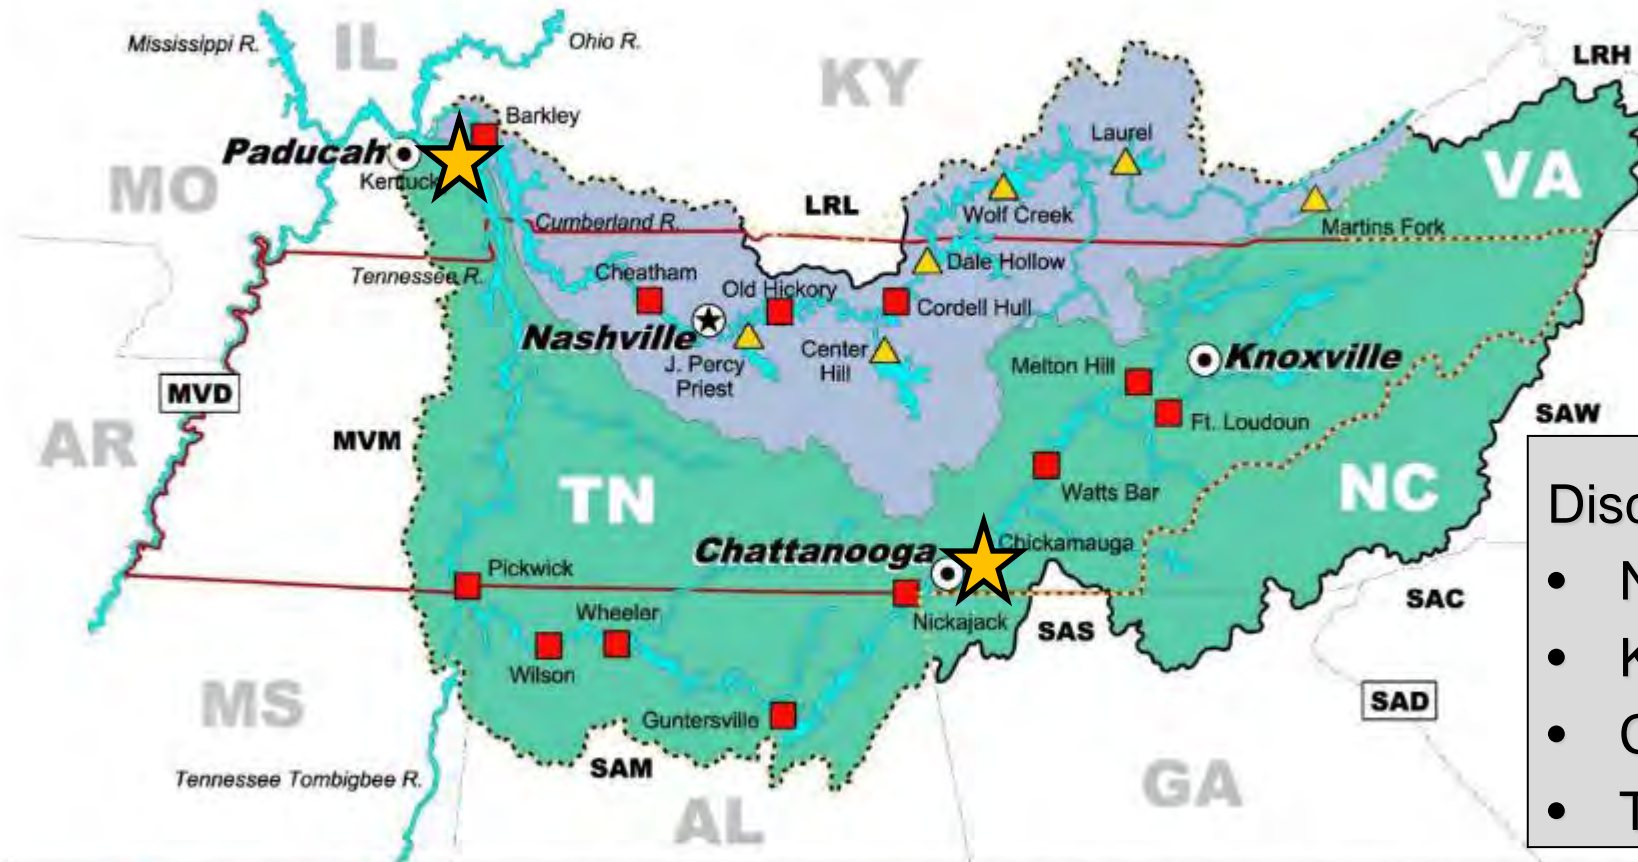 IL
Mississippi R.
Ohio R.
KY
LRH
Barkley
Laurel
Paducah
VA
MO
Wolf Creek
LRL
Cumberland R.
Martins Fork
Tennessee R.
Cheatham
Dale Hollow
Old Hickory
Cordell Hull
Nashville
J. Percy
Priest
Center
Hill
Melton Hill
Knoxville
MVD
AR
MVM
SAW
Ft. Loudoun
TN
Watts Bar
NC
Chattanooga
Chickamauga
Pickwick
Nickajack
Wheeler
SAS
SAC
Wilson
MS
Guntersville
SAD
SAM
Tennessee Tombigbee R.
AL
GA
• N
• K
• T